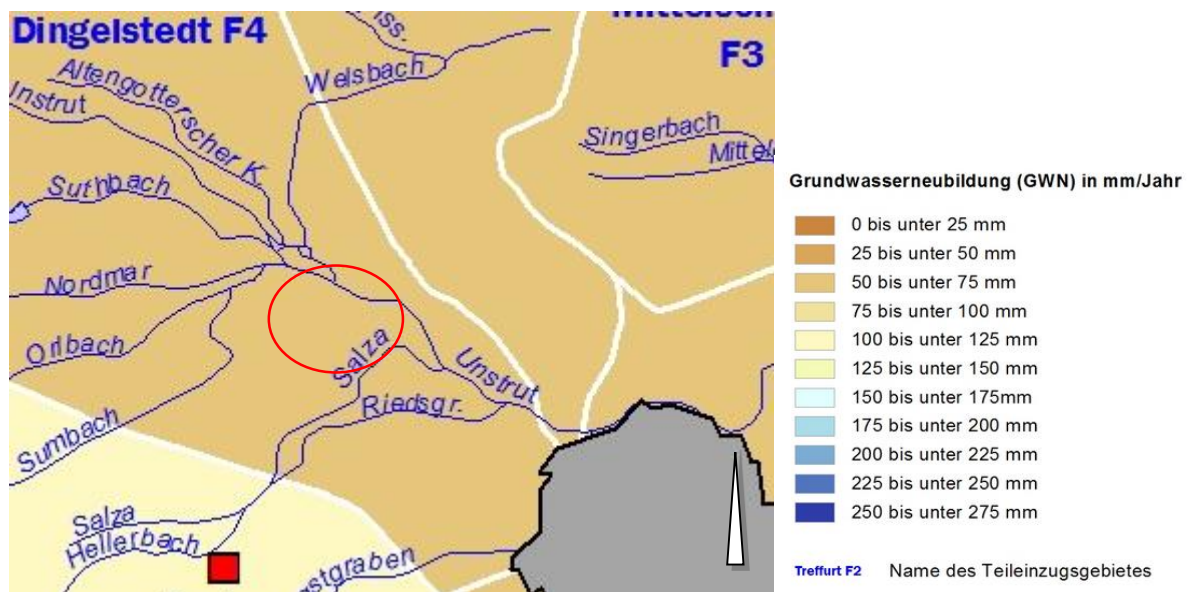 Dingelstedt F4
F3
Welsbach
Altengotterscher K.
Instrut
Singerbach
Suthbach
Nordmar
Orlbach
Salza
Unstrut
Riedsgr.
Sumbach
Salza
Hellerbach
stgraben
Grundwasserneubildung (GWN) in mm/Jahr
0 bis unter 25 mm
25 bis unter 50 mm
50 bis unter 75 mm
75 bis unter 100 mm
100 bis unter 125 mm
125 bis unter 150 mm
150 bis unter 175mm
175 bis unter 200 mm
200 bis unter 225 mm
225 bis unter 250 mm
250 bis unter 275 mm
Treffurt F2 Name des Teileinzugsgebietes